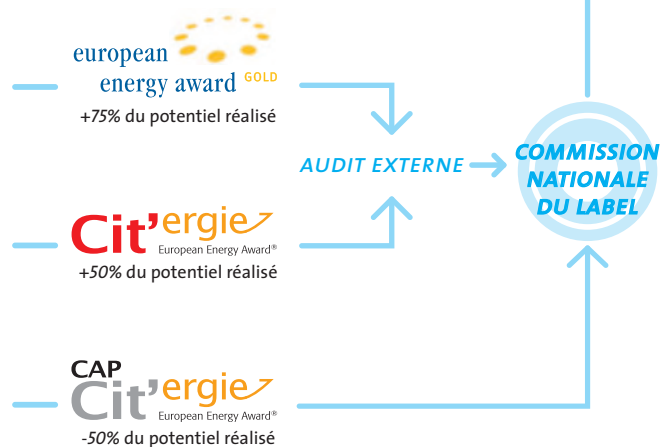 european
energy award GOLD
+75% du potentiel réalisé
AUDIT EXTERNE
COMMISSION
NATIONALE
DU LABEL
Cit'ergie
European Energy Award®
+50% du potentiel réalisé
CAP
Cit'ergie
European Energy Award®
-50% du potentiel réalisé